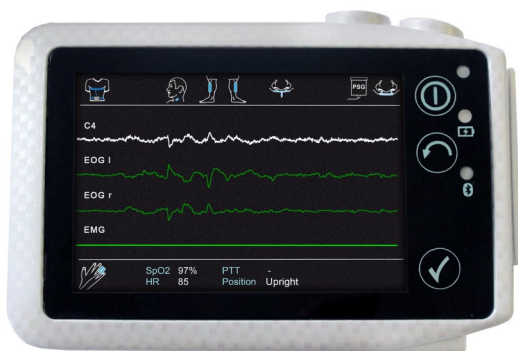 PSG
C4
EOG l
EOG r
EMG
SpO2 97% PTT -
HR 85 Position Upright